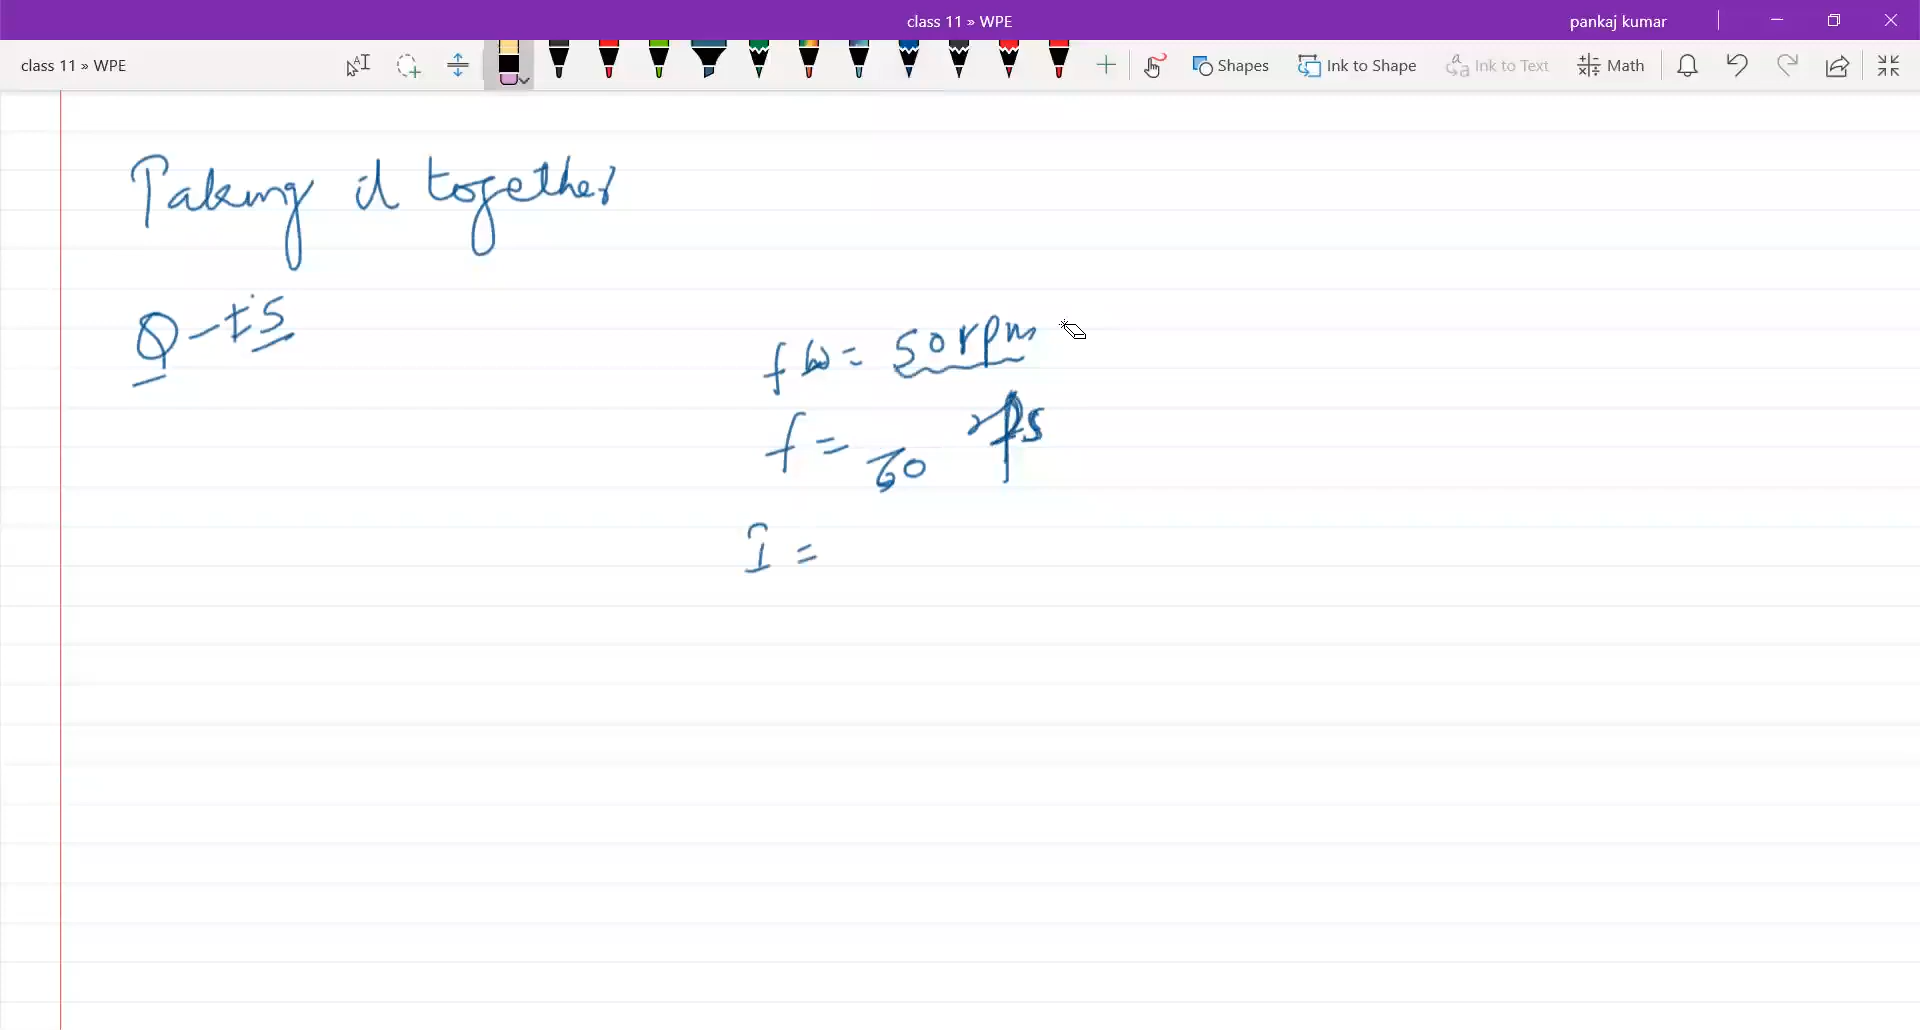 class 11 » WPE
pankaj kumar
class 11 » WPE
Shapes
Ink to Shape
Ink to Text
Math
Taking it together
Q - 15
f ω = 50 rpm
f = 60 rps
I =